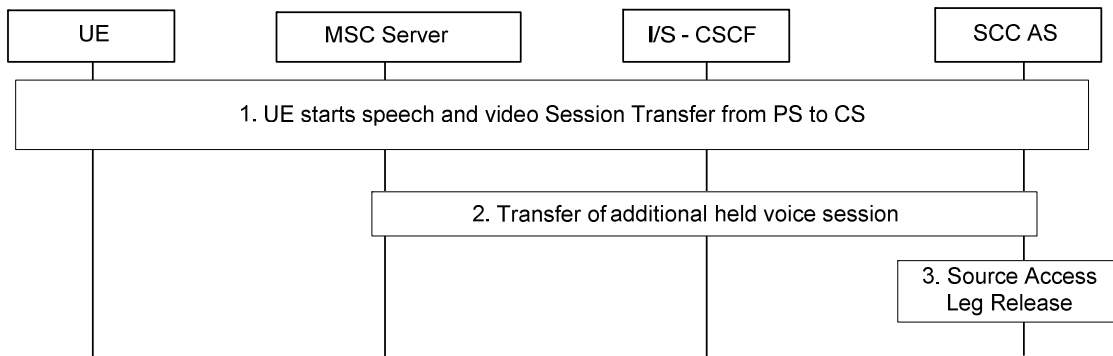 UE
MSC Server
I/S - CSCF
SCC AS
1. UE starts speech and video Session Transfer from PS to CS
2. Transfer of additional held voice session
3. Source Access
Leg Release